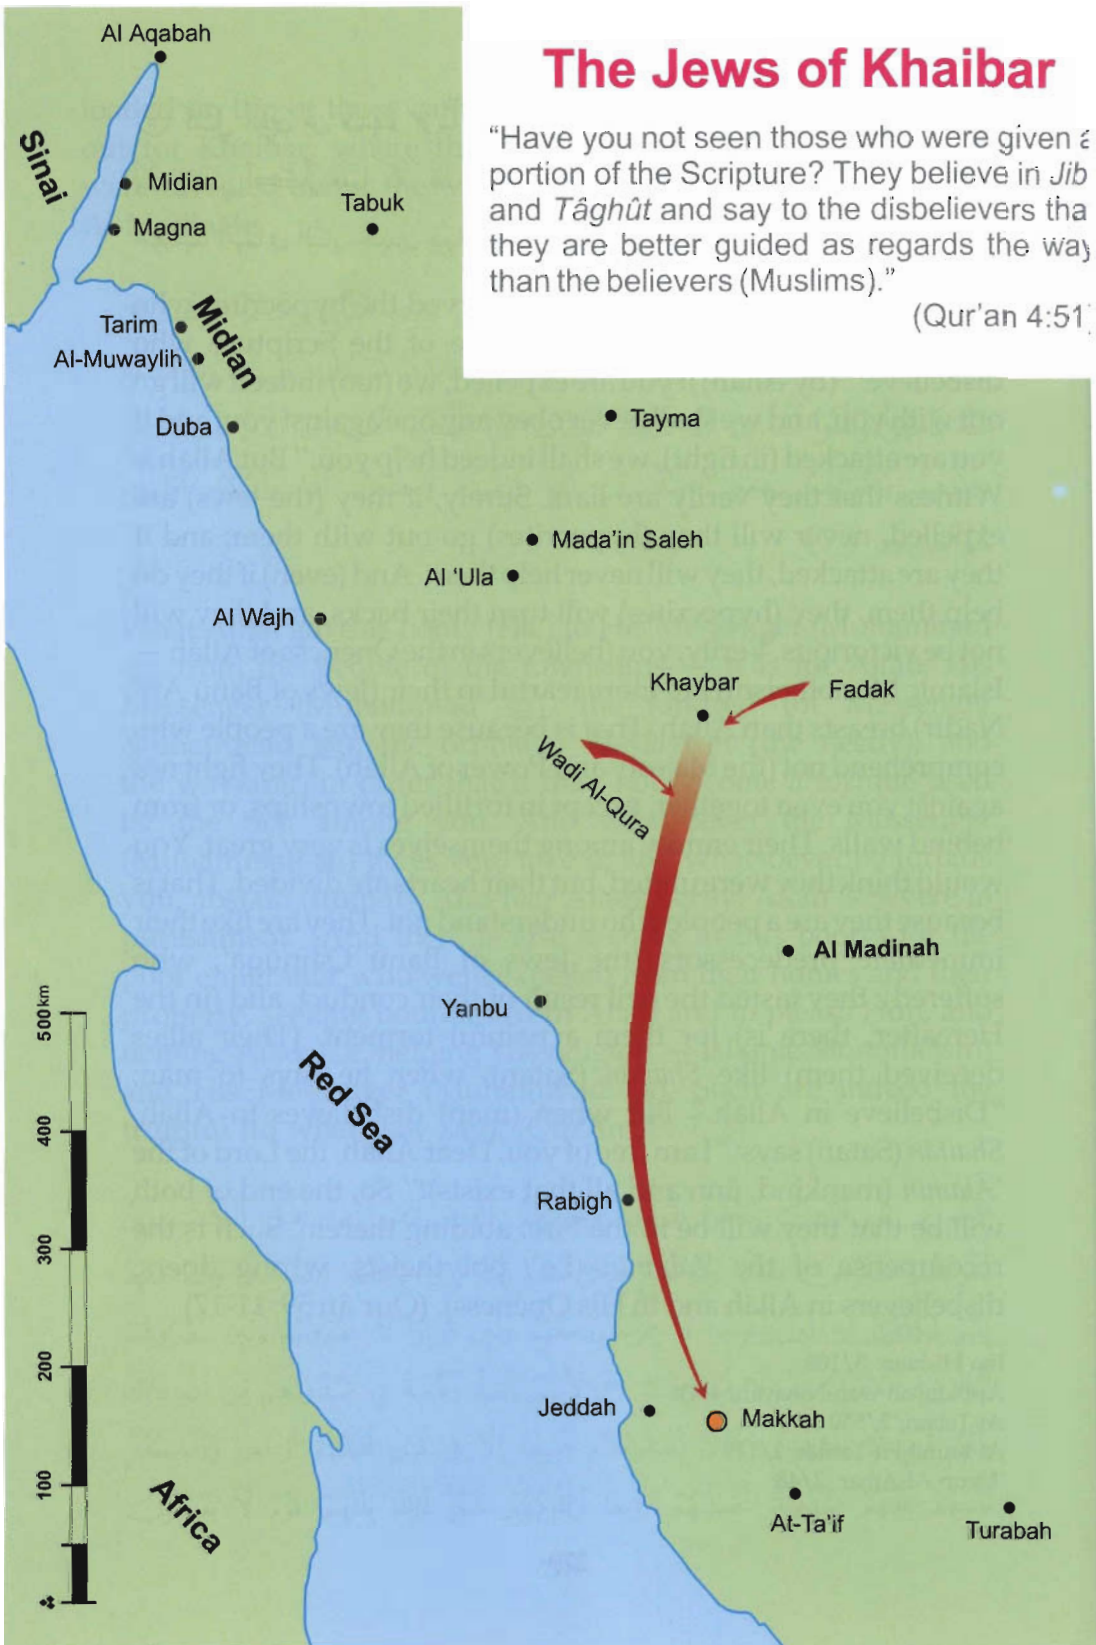 Al Aqabah
The Jews of Khaibar
"Have you not seen those who were given a
portion of the Scripture? They believe in Jib
and Tâghût and say to the disbelievers tha
they are better guided as regards the way
than the believers (Muslims)."
(Qur'an 4:51)
Sinai
Midian
Magna
Tabuk
Tarim
Midian
Al-Muwaylih
Duba
Tayma
Mada'in Saleh
Al 'Ula
Al Wajh
Khaybar
Fadak
Wadi Al-Qura
Al Madinah
Yanbu
Red Sea
Rabigh
Jeddah
Makkah
At-Ta'if
Turabah
Africa
500km
400
300
200
100